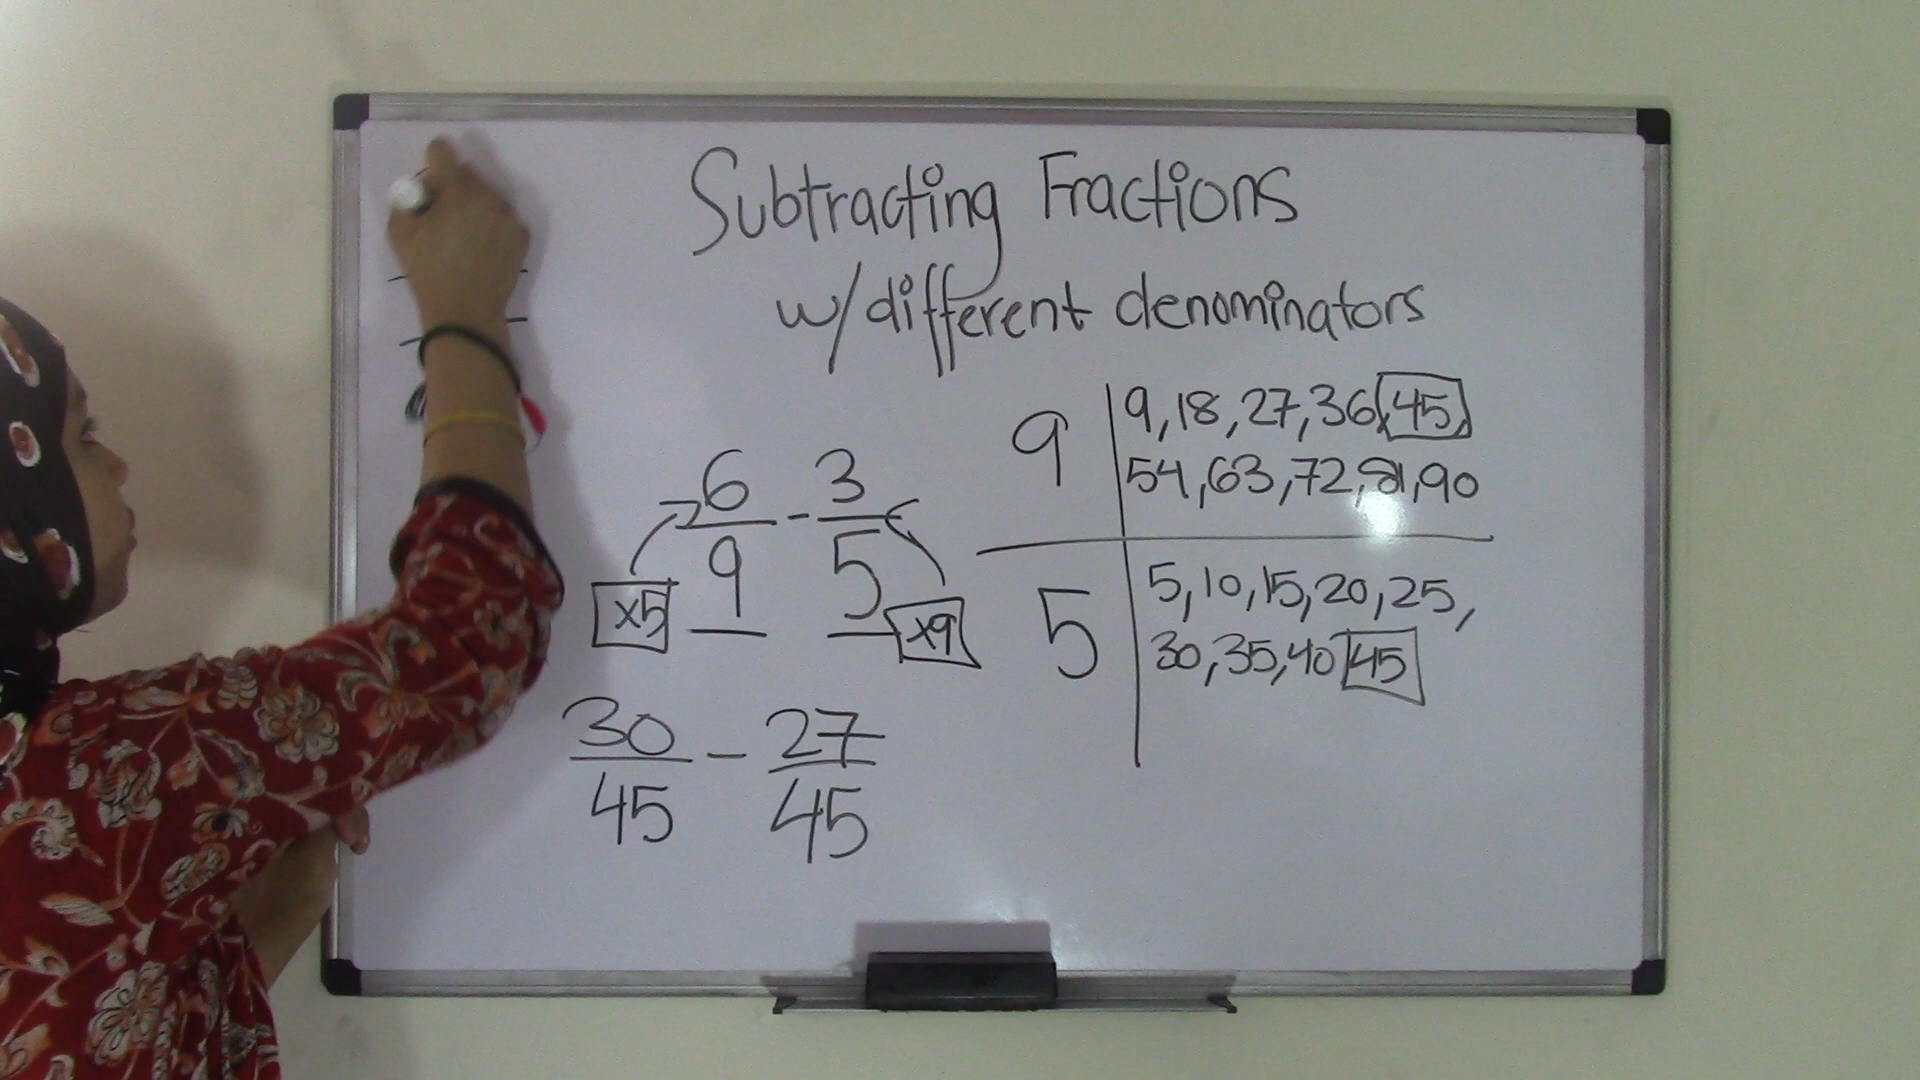 Subtracting Fractions
w/different denominators
6 - 3
9 5
x5 x9
30 - 27
45 45
9 9,18,27,36,45,
54,63,72,81,90
5 5,10,15,20,25,
30,35,40 45